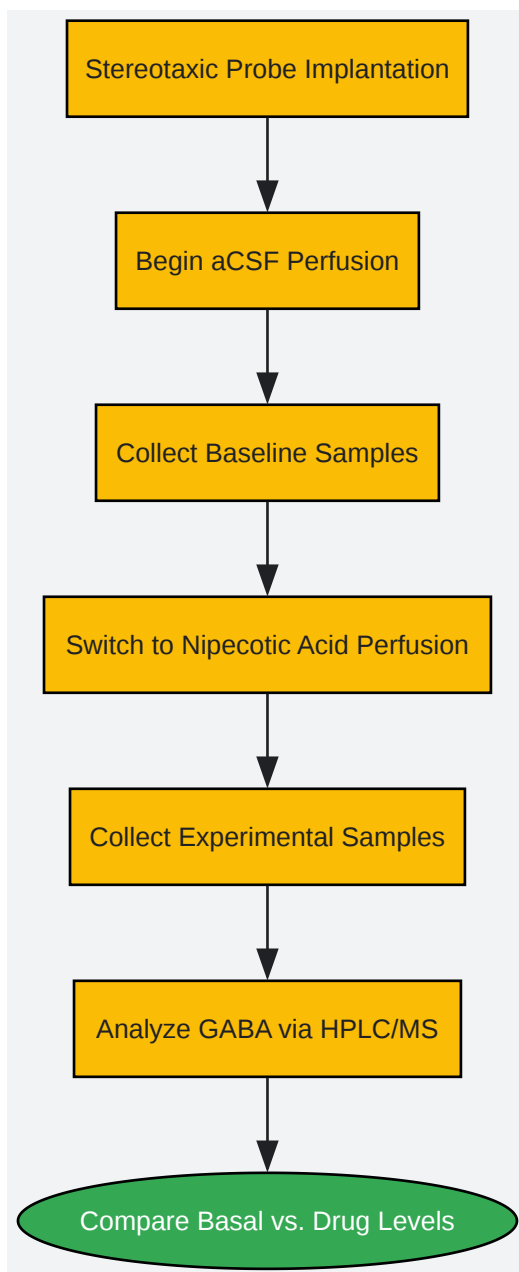 Stereotaxic Probe Implantation
Begin aCSF Perfusion
Collect Baseline Samples
Switch to Nipecotic Acid Perfusion
Collect Experimental Samples
Analyze GABA via HPLC/MS
Compare Basal vs. Drug Levels